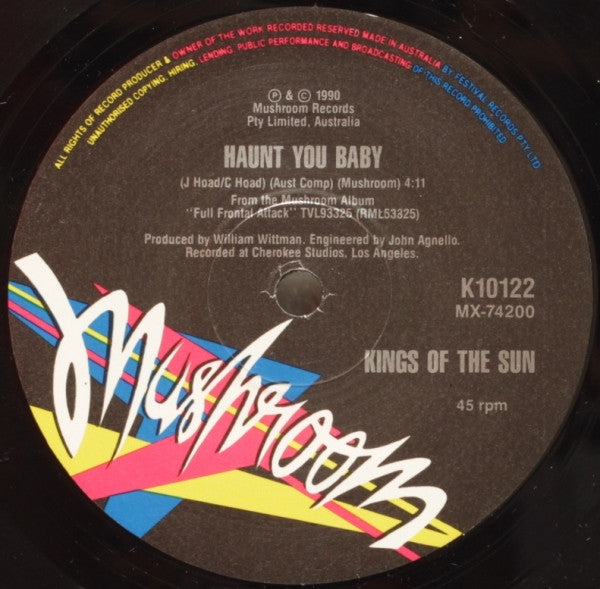 ALL RIGHTS OF RECORD PRODUCER & OWNER OF THE WORK RECORDED RESERVED MADE IN AUSTRALIA BY FESTIVAL RECORDS PTY LTD
UNAUTHORISED COPYING, HIRING, LENDING, PUBLIC PERFORMANCE AND BROADCASTING OF THIS RECORD PROHIBITED
Ⓟ & © 1990
Mushroom Records
Pty Limited, Australia
HAUNT YOU BABY
(J Hoad/C Hoad) (Aust Comp) (Mushroom) 4:11
From the Mushroom Album
"Full Frontal Attack" TVL93325 (RML53325)
Produced by William Wittman. Engineered by John Agnello.
Recorded at Cherokee Studios, Los Angeles.
K10122
MX-74200
KINGS OF THE SUN
45 rpm
Mushroom